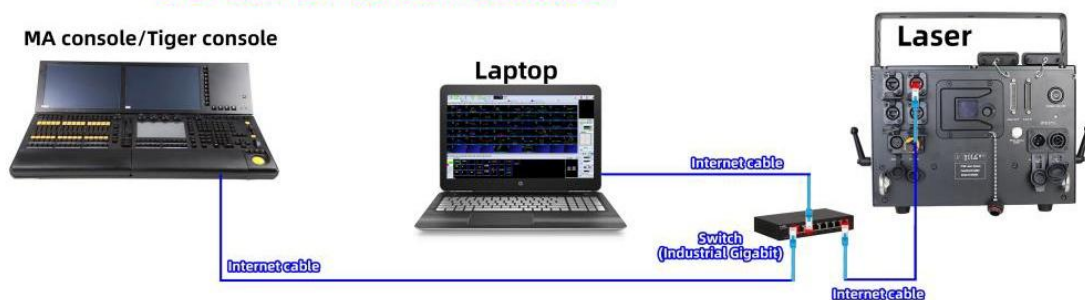 MA console/Tiger console
Laptop
Laser
Internet cable
Switch
(Industrial Gigabit)
Internet cable
Internet cable